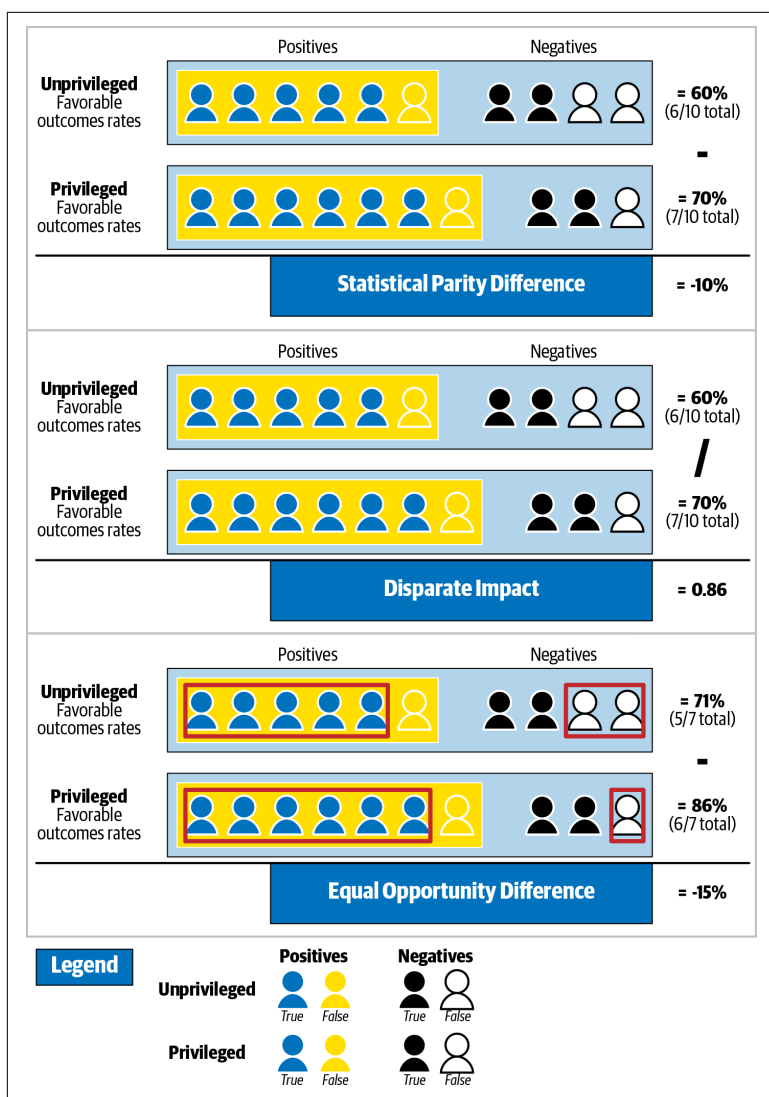 Positives Negatives
Unprivileged
Favorable
outcomes rates
= 60%
(6/10 total)
-
Privileged
Favorable
outcomes rates
= 70%
(7/10 total)
Statistical Parity Difference
= -10%
Positives Negatives
Unprivileged
Favorable
outcomes rates
= 60%
(6/10 total)
/
Privileged
Favorable
outcomes rates
= 70%
(7/10 total)
Disparate Impact
= 0.86
Positives Negatives
Unprivileged
Favorable
outcomes rates
= 71%
(5/7 total)
-
Privileged
Favorable
outcomes rates
= 86%
(6/7 total)
Equal Opportunity Difference
= -15%
Legend
Positives Negatives
Unprivileged
True False True False
Privileged
True False True False